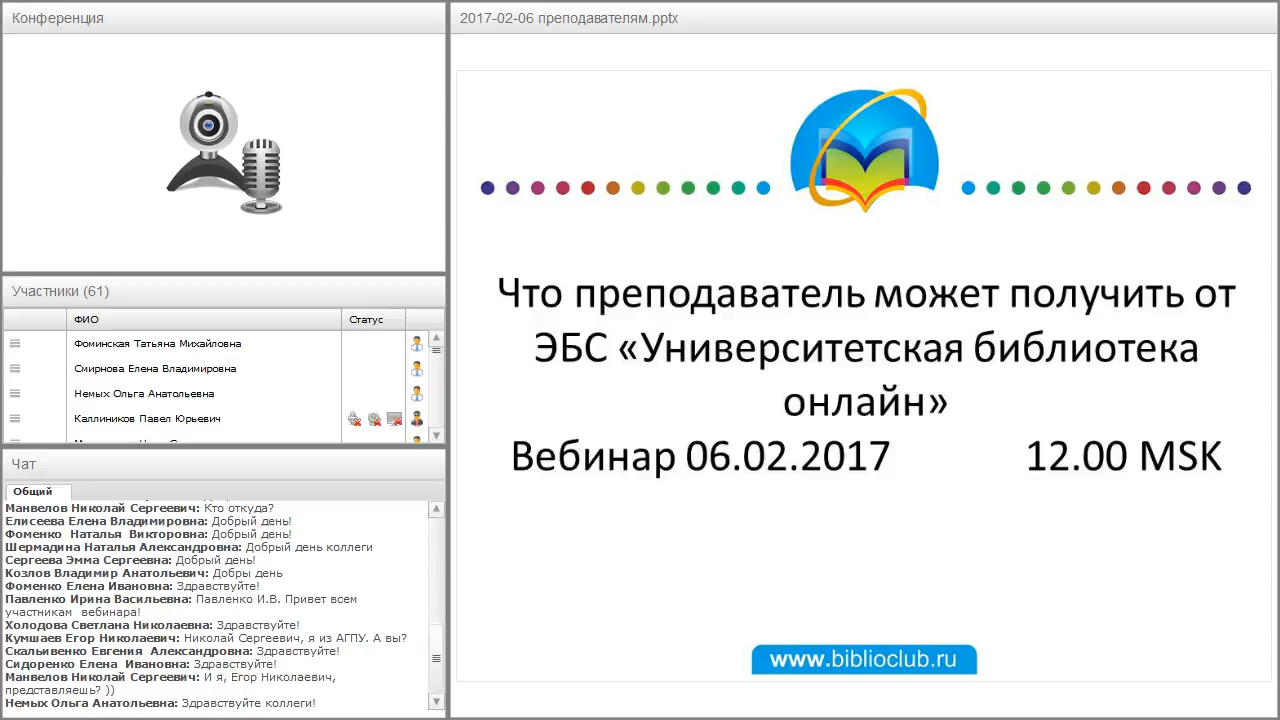 Конференция
Участники (61)
ФИО
Статус
Фоминская Татьяна Михайловна
Смирнова Елена Владимировна
Немых Ольга Анатольевна
Каллиников Павел Юрьевич
Чат
Общий
Манвелов Николай Сергеевич: Кто откуда?
Елисеева Елена Владимировна: Добрый день!
Фоменко Наталья Викторовна: Добрый день!
Шермадина Наталья Александровна: Добрый день коллеги
Сергеева Эмма Сергеевна: Добрый день!
Козлов Владимир Анатольевич: Добры день
Фоменко Елена Ивановна: Здравствуйте!
Павленко Ирина Васильевна: Павленко И.В. Привет всем
участникам вебинара!
Холодова Светлана Николаевна: Здравствуйте!
Кумшаев Егор Николаевич: Николай Сергеевич, я из АГПУ. А вы?
Скальивенко Евгения Александровна: Здравствуйте!
Сидоренко Елена Ивановна: Здравствуйте!
Манвелов Николай Сергеевич: И я, Егор Николаевич,
представляешь? ))
Немых Ольга Анатольевна: Здравствуйте коллеги!
2017-02-06 преподавателям.pptx
Что преподаватель может получить от
ЭБС «Университетская библиотека
онлайн»
Вебинар 06.02.2017 12.00 MSK
www.biblioclub.ru